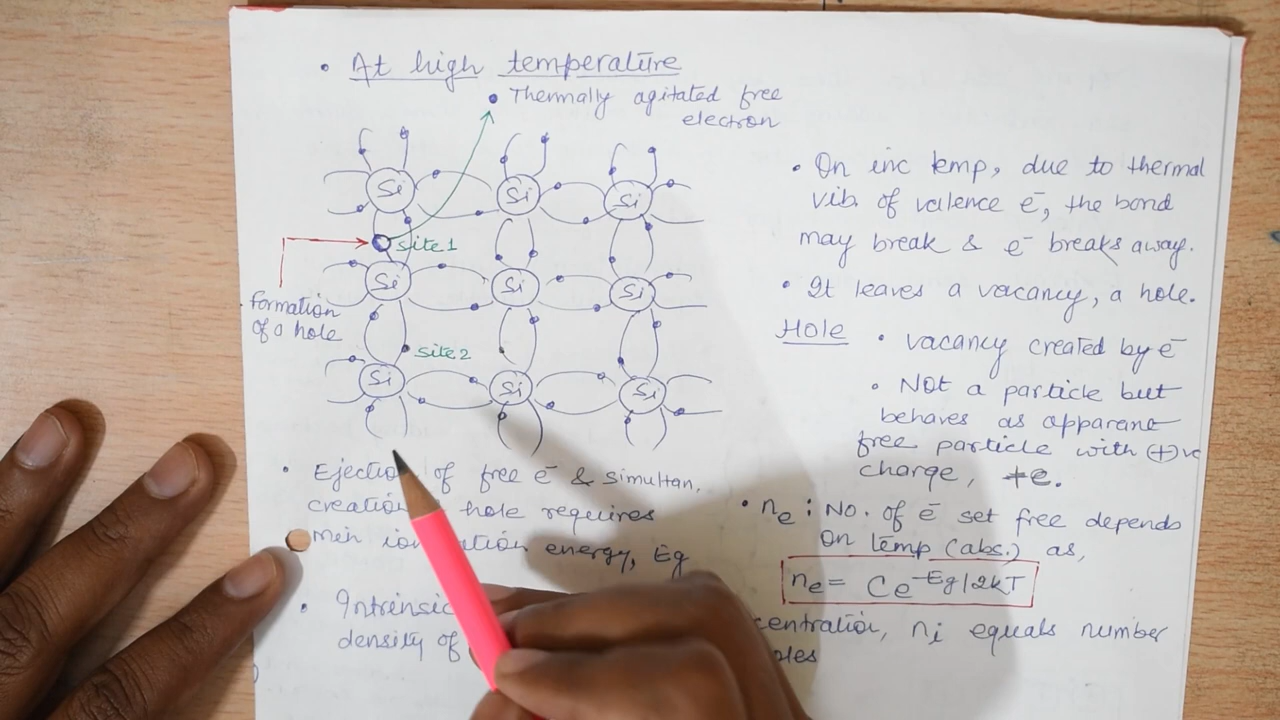 • At high temperature
• Thermally agitated free
electron
Si Si Si
site 1
Si Si Si
Formation
of a hole
site 2
Si Si Si
• Ejection of free e̅ & simultan.
creation hole requires
• min energy, Eg
• Intrinsic
density of
• On inc temp, due to thermal
vib. of valence e̅, the bond
may break & e⁻ breaks away.
• It leaves a vacancy, a hole.
Hole • vacancy created by e̅
• Not a particle but
behaves as apparent
free particle with (+)ve
charge, +e.
• ne : No. of e̅ set free depends
on temp (abs.) as,
ne = Ce^-Eg/2kT
ni equals number